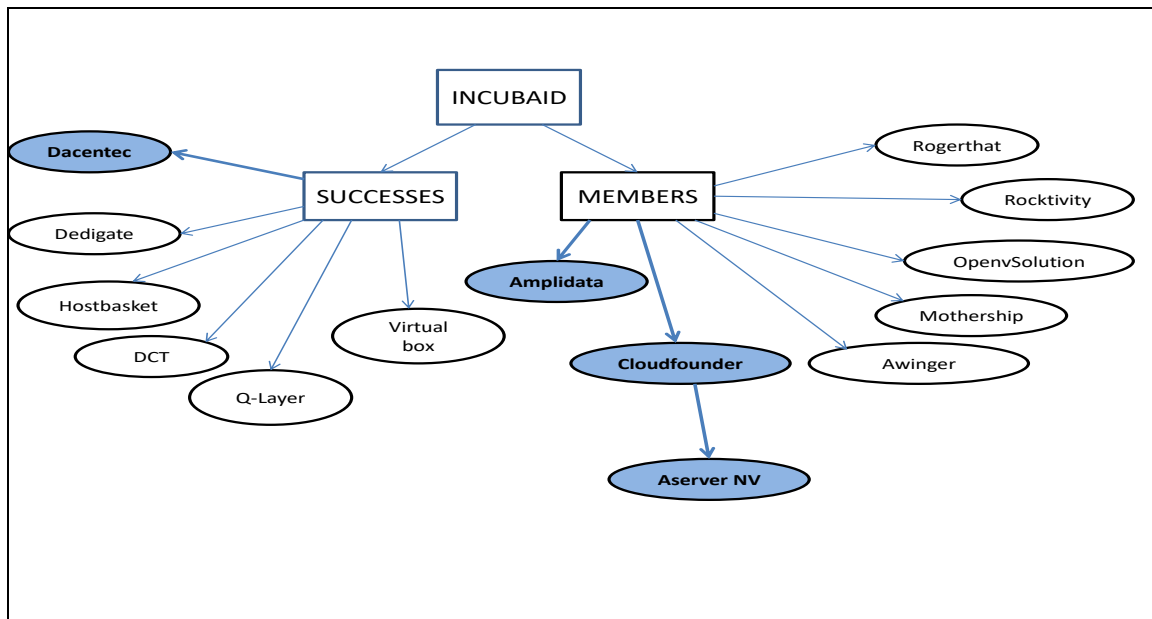 INCUBAID
Dacentec
Rogerthat
SUCCESSES
MEMBERS
Rocktivity
Dedigate
OpenvSolution
Amplidata
Hostbasket
Mothership
Virtual
box
DCT
Cloudfounder
Awinger
Q-Layer
Aserver NV